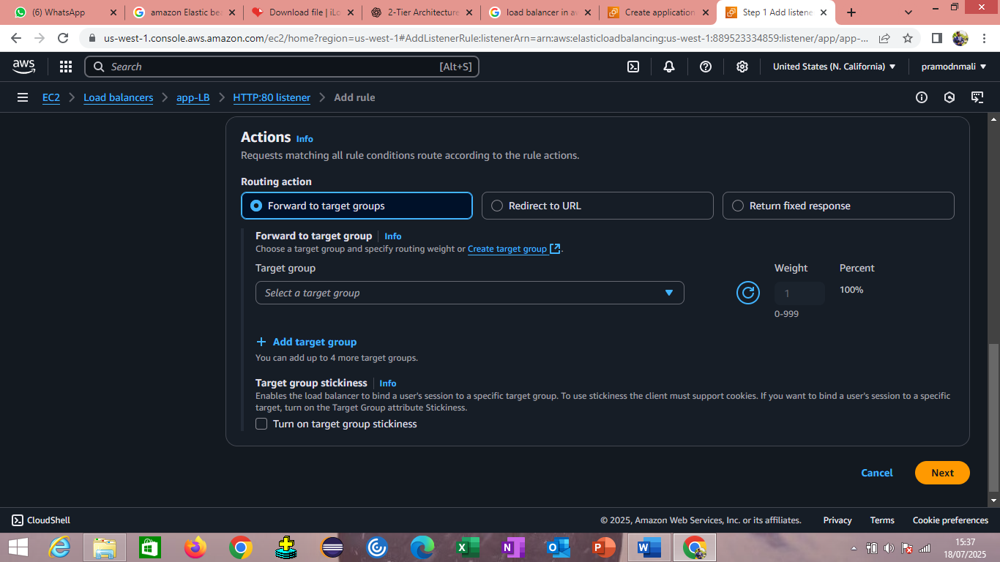 (6) WhatsApp
amazon Elastic bea
Download file | iLo
2-Tier Architecture
load balancer in aw
Create application
Step 1 Add listene
us-west-1.console.aws.amazon.com/ec2/home?region=us-west-1#AddListenerRule:listenerArn=arn:aws:elasticloadbalancing:us-west-1:889523334859:listener/app/app-...
aws
Search
[Alt+S]
United States (N. California)
pramodnmali
EC2
Load balancers
app-LB
HTTP:80 listener
Add rule
Actions Info
Requests matching all rule conditions route according to the rule actions.
Routing action
Forward to target groups
Redirect to URL
Return fixed response
Forward to target group Info
Choose a target group and specify routing weight or Create target group .
Target group
Weight
Percent
Select a target group
1
100%
0-999
Add target group
You can add up to 4 more target groups.
Target group stickiness Info
Enables the load balancer to bind a user's session to a specific target group. To use stickiness the client must support cookies. If you want to bind a user's session to a specific
target, turn on the Target Group attribute Stickiness.
Turn on target group stickiness
Cancel
Next
CloudShell
© 2025, Amazon Web Services, Inc. or its affiliates.
Privacy
Terms
Cookie preferences
15:37
18/07/2025